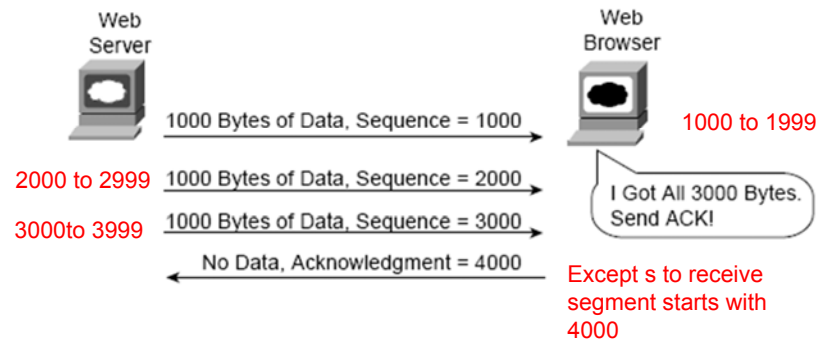 Web
Server
Web
Browser
1000 Bytes of Data, Sequence = 1000
1000 to 1999
2000 to 2999
1000 Bytes of Data, Sequence = 2000
I Got All 3000 Bytes.
Send ACK!
3000to 3999
1000 Bytes of Data, Sequence = 3000
No Data, Acknowledgment = 4000
Except s to receive
segment starts with
4000